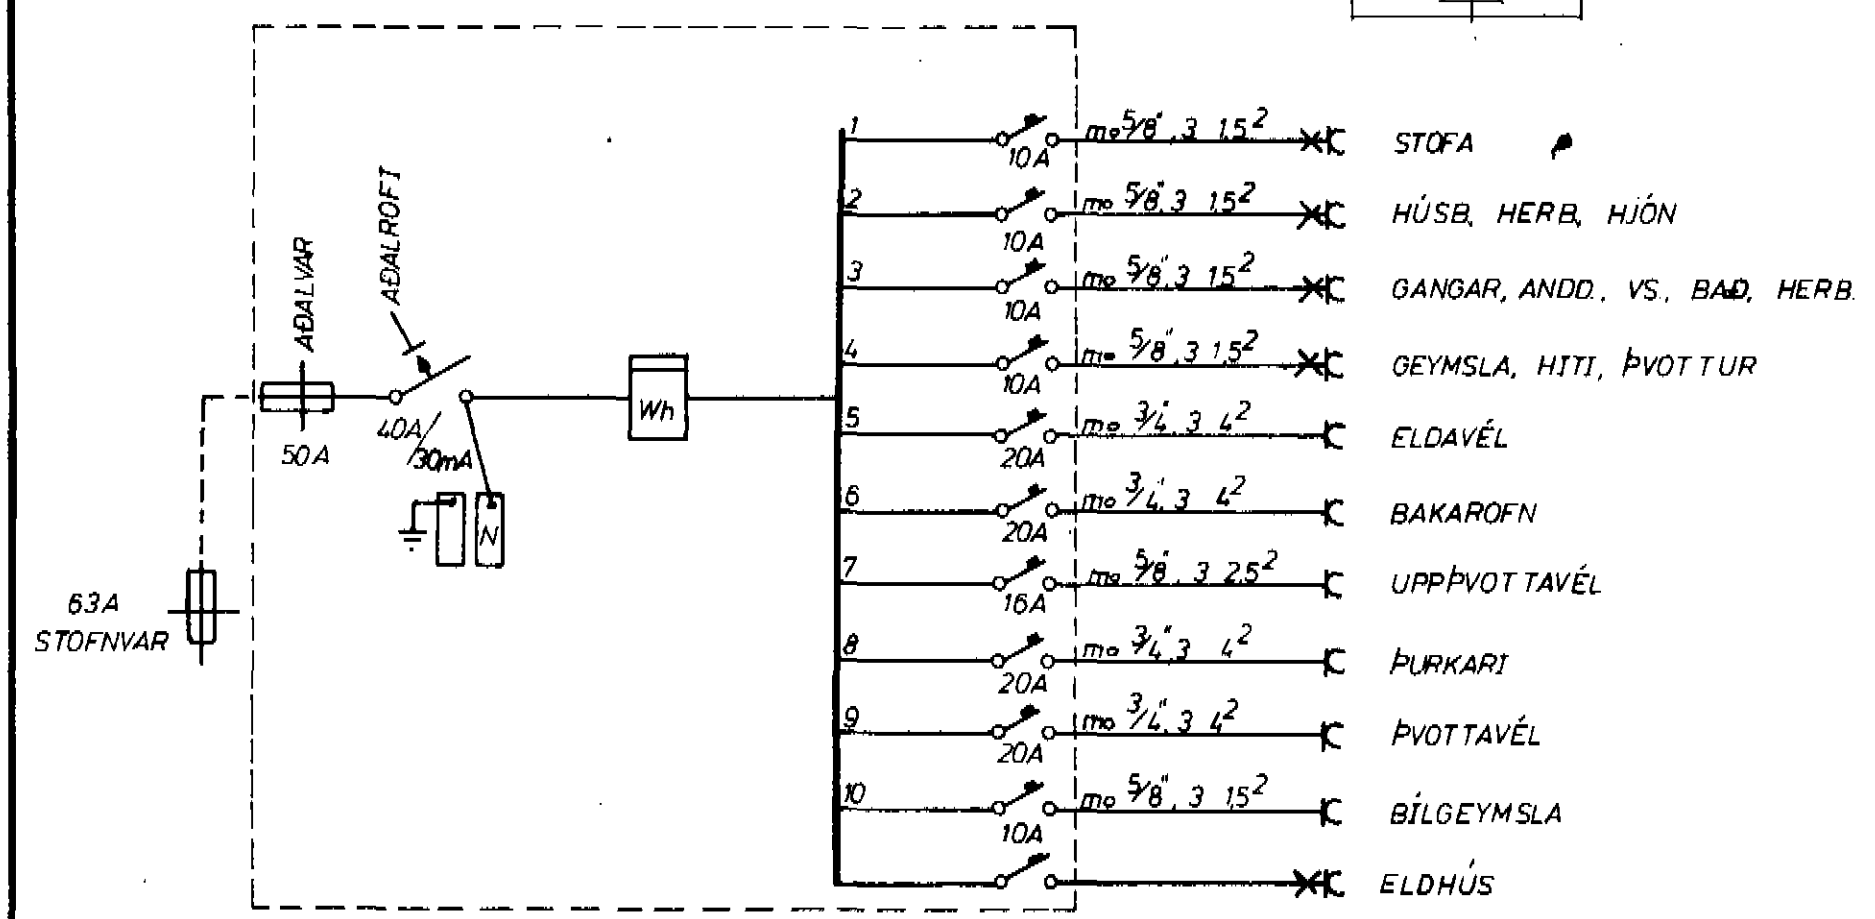 1 10A mo 5/8", 3 1,5² STOFA
2 10A mo 5/8", 3 1,5² HÚSB, HERB, HJÓN
3 10A mo 5/8", 3 1,5² GANGAR, ANDD., VS., BAÐ, HERB.
4 10A mo 5/8", 3 1,5² GEYMSLA, HITI, ÞVOTTUR
5 20A mo 3/4", 3 4² ELDAVÉL
6 20A mo 3/4", 3 4² BAKAROFN
7 16A mo 5/8", 3 2,5² UPPÞVOTTAVÉL
8 20A mo 3/4", 3 4² ÞURKARI
9 20A mo 3/4", 3 4² ÞVOTTAVÉL
10 10A mo 5/8", 3 1,5² BÍLGEYMSLA
ELDHÚS
AÐALVAR
50A
AÐALROFI
40A/30mA
Wh
N
63A
STOFNVAR